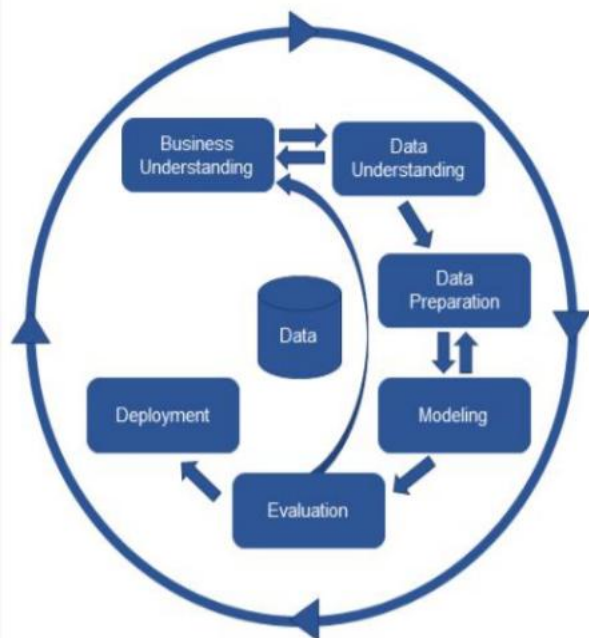 Business
Understanding
Data
Understanding
Data
Preparation
Data
Modeling
Deployment
Evaluation